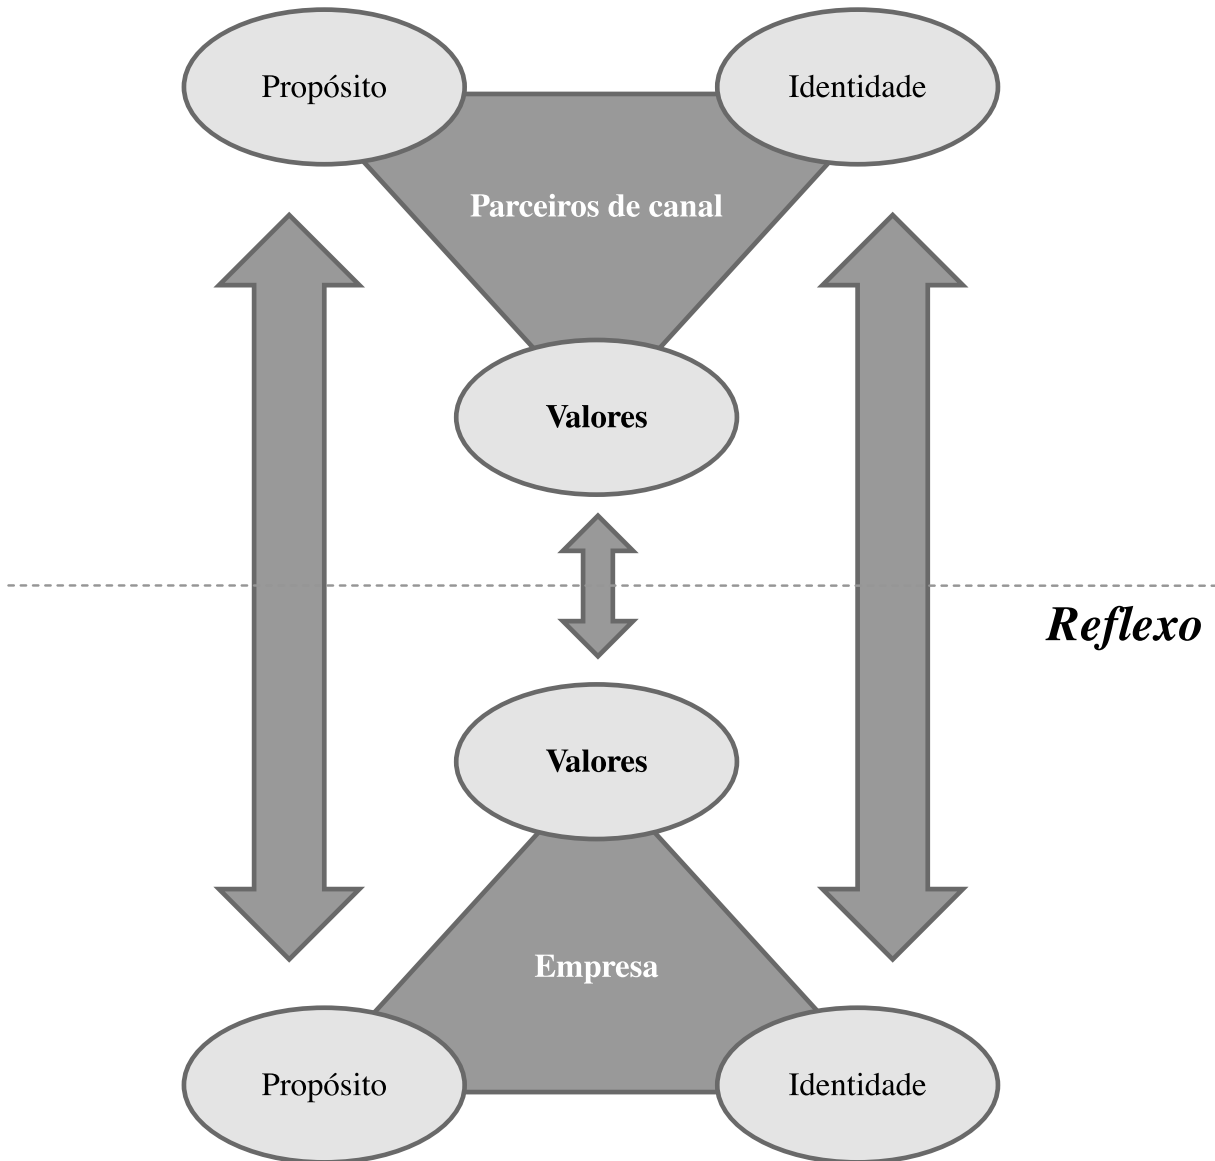 Propósito
Identidade
Parceiros de canal
Valores
Reflexo
Valores
Empresa
Propósito
Identidade